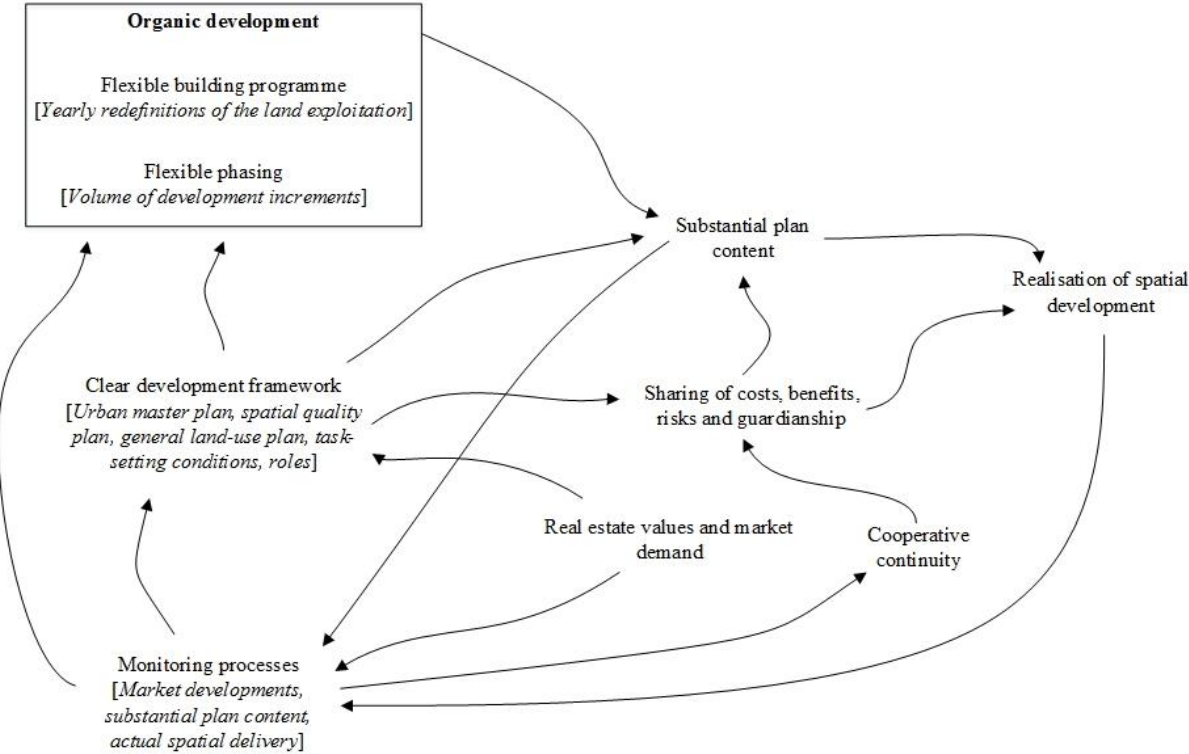 Organic development
Flexible building programme
[Yearly redefinitions of the land exploitation]
Flexible phasing
[Volume of development increments]
Substantial plan
content
Realisation of spatial
development
Clear development framework
[Urban master plan, spatial quality
plan, general land-use plan, task-
setting conditions, roles]
Sharing of costs, benefits,
risks and guardianship
Real estate values and market
demand
Cooperative
continuity
Monitoring processes
[Market developments,
substantial plan content,
actual spatial delivery]